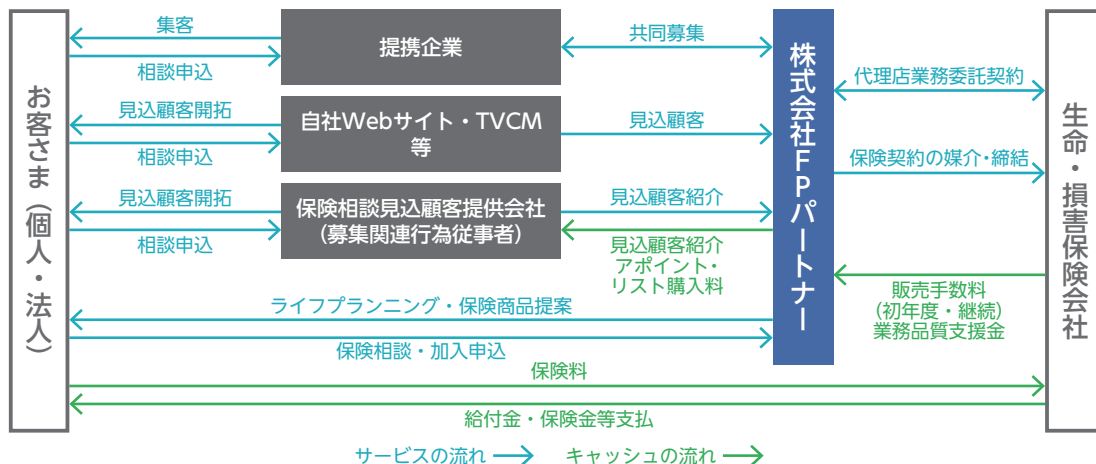 お客さま（個人・法人）
集客
相談申込
提携企業
共同募集
見込顧客開拓
相談申込
自社Webサイト・TVCM
等
見込顧客
見込顧客開拓
相談申込
保険相談見込顧客提供会社
（募集関連行為従事者）
見込顧客紹介
見込顧客紹介
アポイント・
リスト購入料
ライフプランニング・保険商品提案
保険相談・加入申込
株式会社FPパートナー
代理店業務委託契約
保険契約の媒介・締結
販売手数料
（初年度・継続）
業務品質支援金
生命・損害保険会社
保険料
給付金・保険金等支払
サービスの流れ
キャッシュの流れ